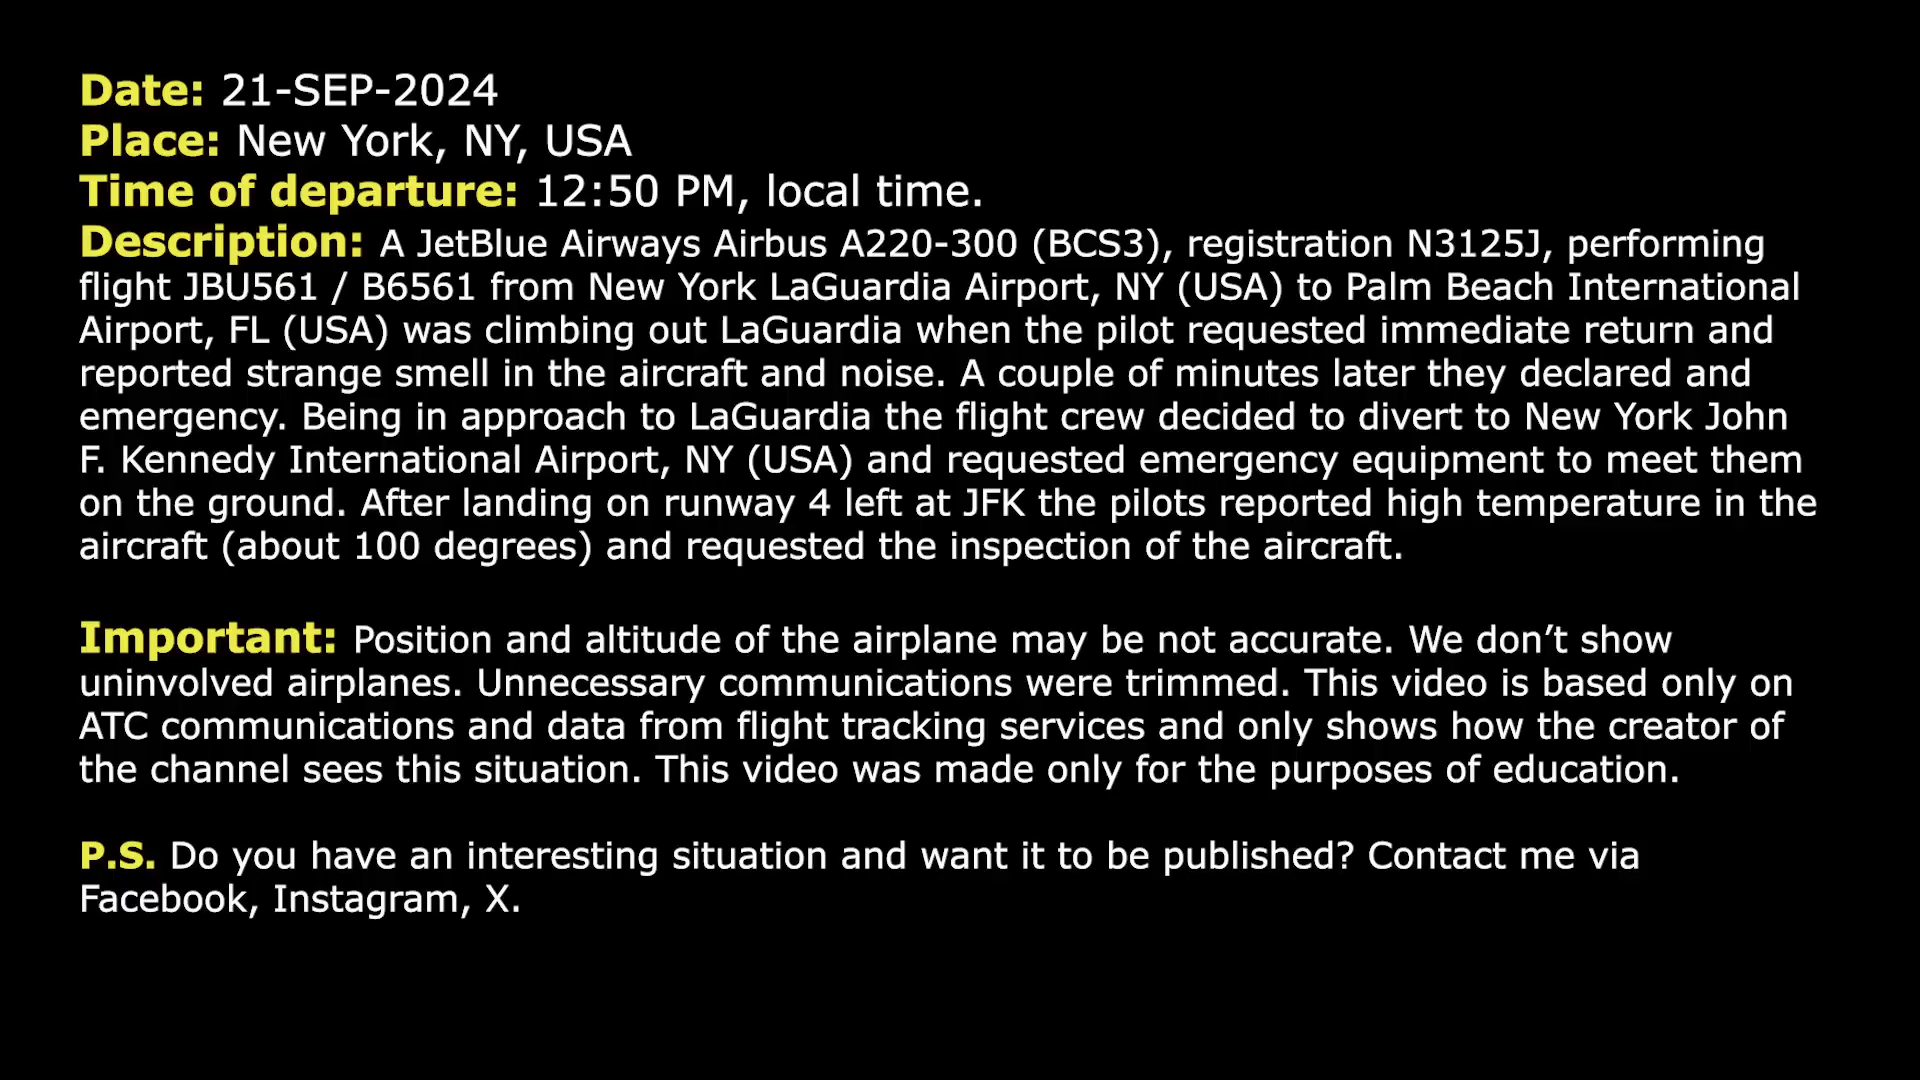 Date: 21-SEP-2024
Place: New York, NY, USA
Time of departure: 12:50 PM, local time.
Description: A JetBlue Airways Airbus A220-300 (BCS3), registration N3125J, performing
flight JBU561 / B6561 from New York LaGuardia Airport, NY (USA) to Palm Beach International
Airport, FL (USA) was climbing out LaGuardia when the pilot requested immediate return and
reported strange smell in the aircraft and noise. A couple of minutes later they declared and
emergency. Being in approach to LaGuardia the flight crew decided to divert to New York John
F. Kennedy International Airport, NY (USA) and requested emergency equipment to meet them
on the ground. After landing on runway 4 left at JFK the pilots reported high temperature in the
aircraft (about 100 degrees) and requested the inspection of the aircraft.
Important: Position and altitude of the airplane may be not accurate. We don’t show
uninvolved airplanes. Unnecessary communications were trimmed. This video is based only on
ATC communications and data from flight tracking services and only shows how the creator of
the channel sees this situation. This video was made only for the purposes of education.
P.S. Do you have an interesting situation and want it to be published? Contact me via
Facebook, Instagram, X.